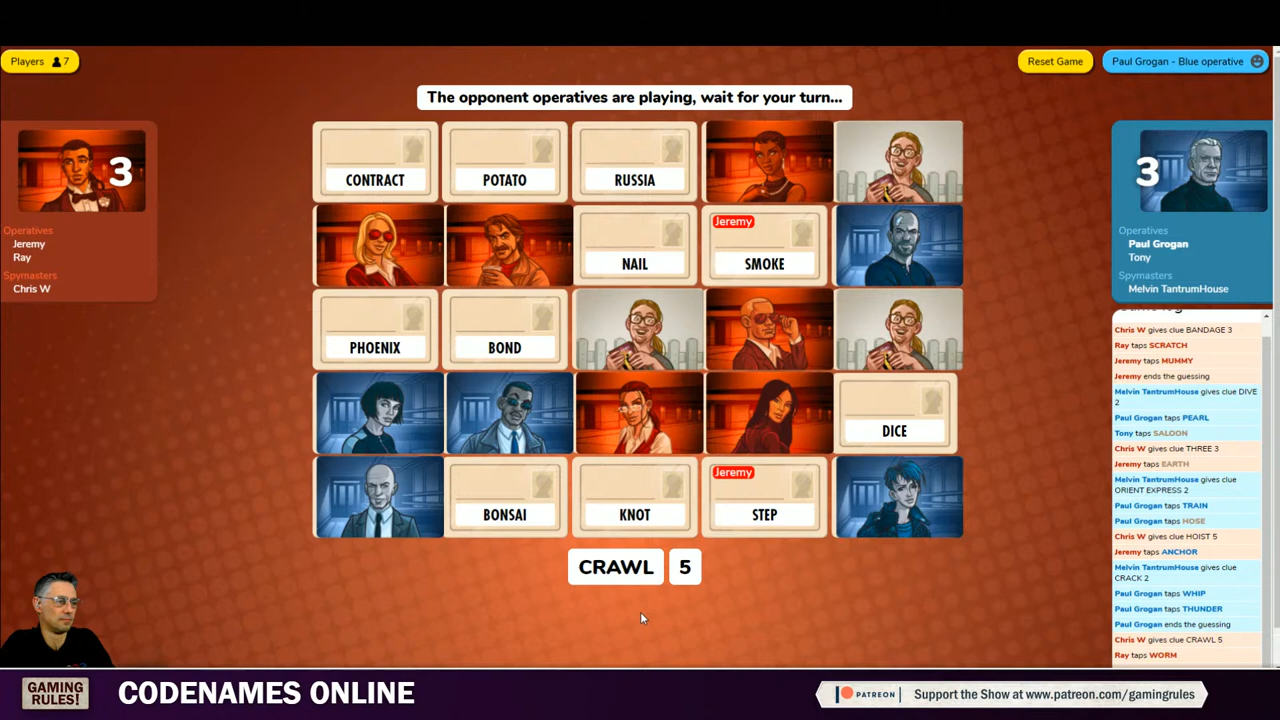 Players 7
Reset Game
Paul Grogan - Blue operative
The opponent operatives are playing, wait for your turn...
3
Operatives
Jeremy
Ray
Spymasters
Chris W
CONTRACT
POTATO
RUSSIA
NAIL
Jeremy
SMOKE
PHOENIX
BOND
DICE
BONSAI
KNOT
Jeremy
STEP
CRAWL
5
3
Operatives
Paul Grogan
Tony
Spymasters
Melvin TantrumHouse
Chris W gives clue BANDAGE 3
Ray taps SCRATCH
Jeremy taps MUMMY
Jeremy ends the guessing
Melvin TantrumHouse gives clue DIVE
2
Paul Grogan taps PEARL
Tony taps SALOON
Chris W gives clue THREE 3
Jeremy taps EARTH
Melvin TantrumHouse gives clue
ORIENT EXPRESS 2
Paul Grogan taps TRAIN
Paul Grogan taps HOSE
Chris W gives clue HOIST 5
Jeremy taps ANCHOR
Melvin TantrumHouse gives clue
CRACK 2
Paul Grogan taps WHIP
Paul Grogan taps THUNDER
Paul Grogan ends the guessing
Chris W gives clue CRAWL 5
Ray taps WORM
GAMING
RULES!
CODENAMES ONLINE
PATREON
Support the Show at www.patreon.com/gamingrules